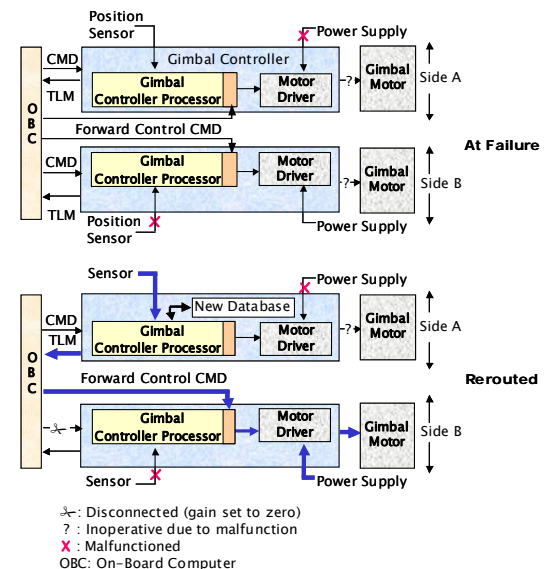 Position
Sensor
Power Supply
CMD
Gimbal Controller
Gimbal
Controller Processor
Motor
Driver
?
Gimbal
Motor
Side A
TLM
OBC
Forward Control CMD
At Failure
CMD
Gimbal
Controller Processor
Motor
Driver
?
Gimbal
Motor
Side B
TLM
Position
Sensor
Power Supply
Sensor
Power Supply
New Database
CMD
TLM
Gimbal
Controller Processor
Motor
Driver
?
Gimbal
Motor
Side A
OBC
Forward Control CMD
Rerouted
Gimbal
Controller Processor
Motor
Driver
Gimbal
Motor
Side B
Sensor
Power Supply
: Disconnected (gain set to zero)
? : Inoperative due to malfunction
X : Malfunctioned
OBC: On-Board Computer